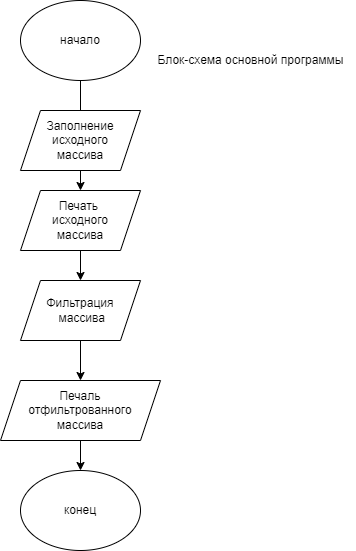 начало
Блок-схема основной программы
Заполнение
исходного
массива
Печать
исходного
массива
Фильтрация
массива
Печаль
отфильтрованного
массива
конец